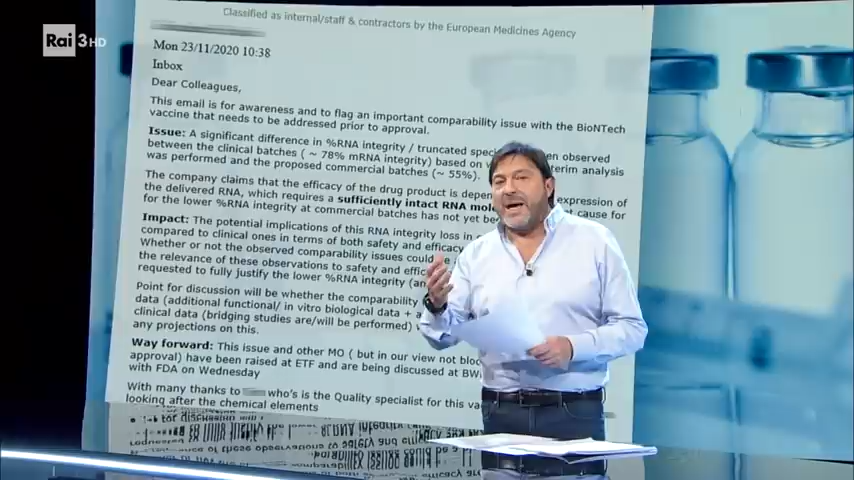 Rai 3HD
Classified as internal/staff & contractors by the European Medicines Agency
Mon 23/11/2020 10:38
Inbox
Dear Colleagues,
This email is for awareness and to flag an important comparability issue with the BioNTech
vaccine that needs to be addressed prior to approval.
Issue: A significant difference in %RNA integrity / truncated observed
between the clinical batches ( ~ 78% mRNA integrity) based on analysis
was performed and the proposed commercial batches (~ 55%).
The company claims that the efficacy of the drug product is expression of
the delivered RNA, which requires a sufficiently intact RNA cause for
for the lower %RNA integrity at commercial batches has not yet
Impact: The potential implications of this RNA integrity loss in
compared to clinical ones in terms of both safety and efficacy
Whether or not the observed comparability issues
the relevance of these observations to safety and
requested to fully justify the lower %RNA integrity
Point for discussion will be whether the comparability
data (additional functional/ in vitro biological data +
clinical data (bridging studies are/will be performed)
any projections on this.
Way forward: This issue and other MO ( but in our view not
approval) have been raised at ETF and are being discussed at
with FDA on Wednesday
With many thanks to who's is the Quality specialist for this
looking after the chemical elements